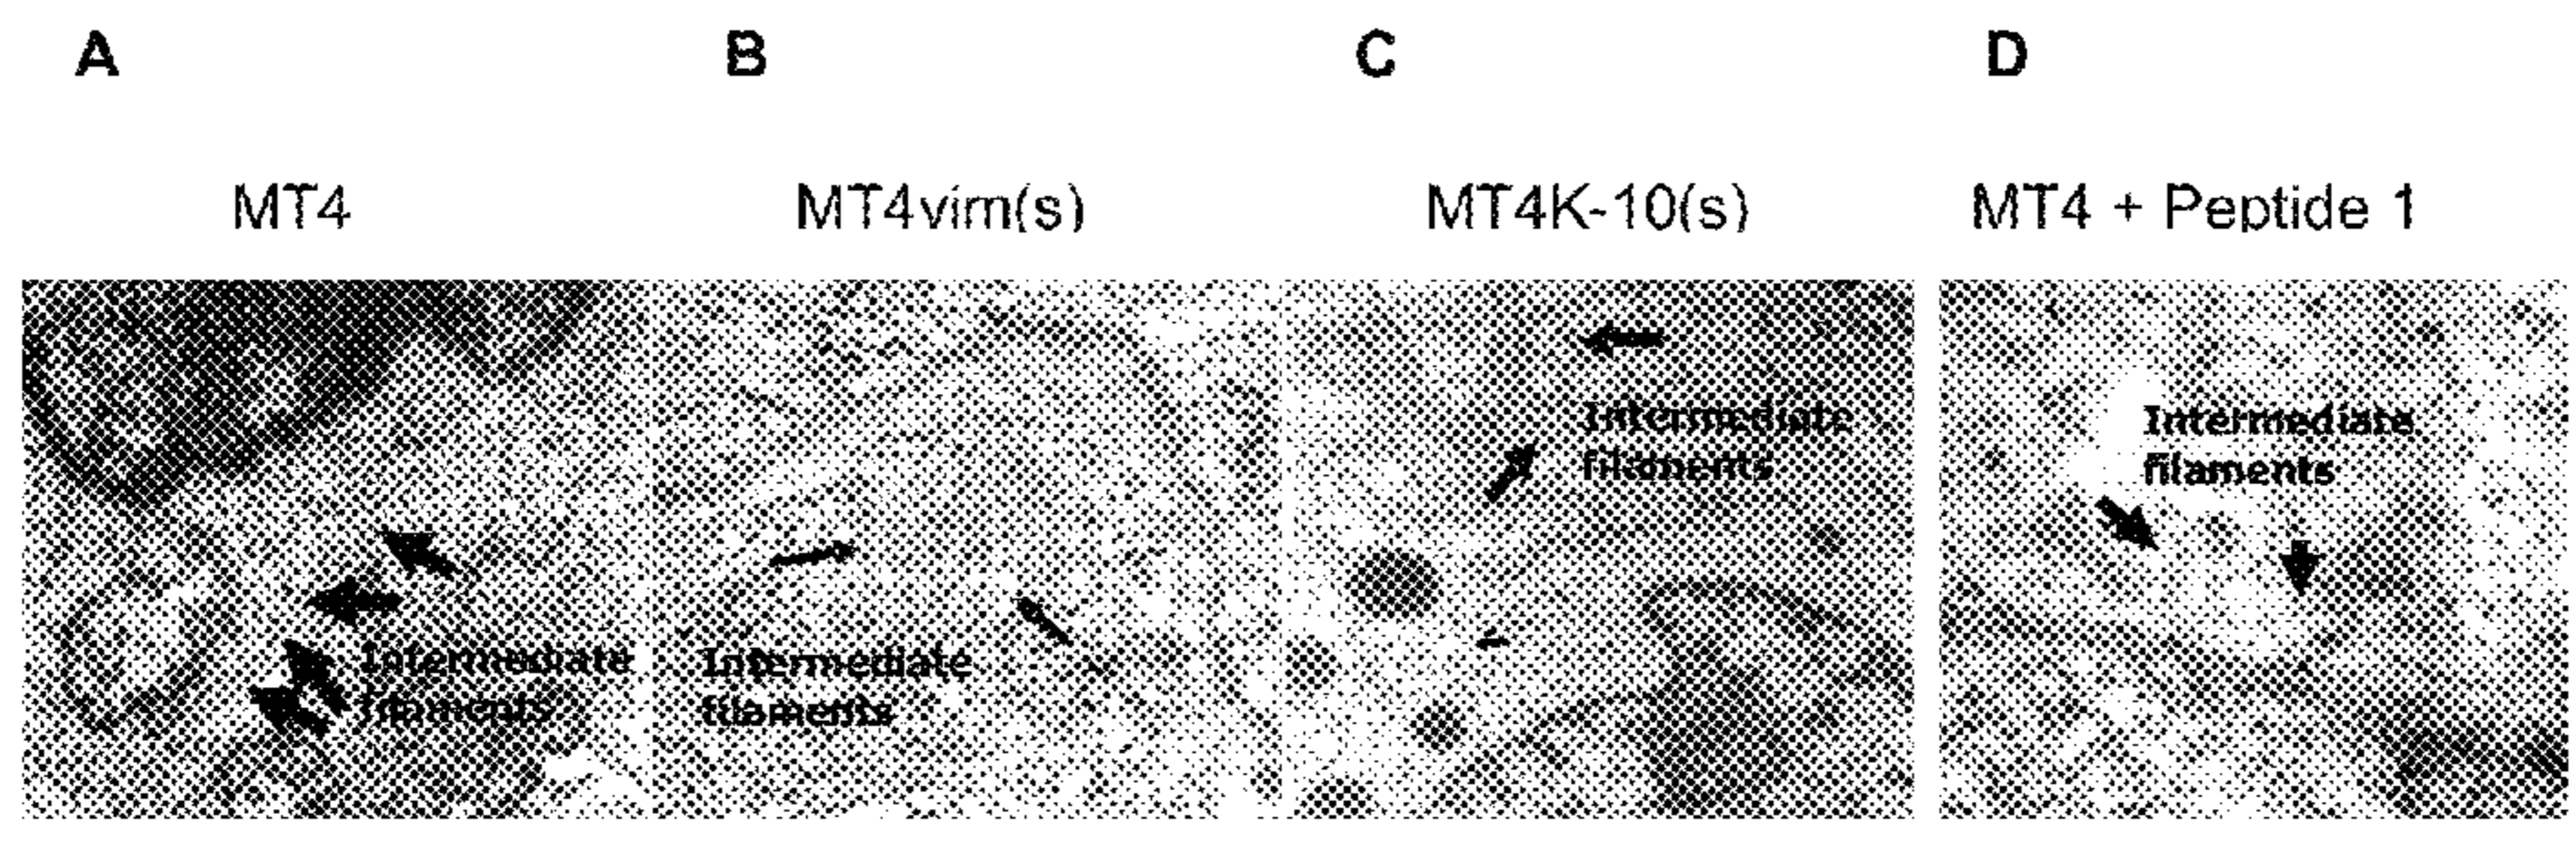 A
B
C
D
MT4
MT4vim(s)
MT4K-10(s)
MT4 + Peptide 1
Intermediate
filaments
Intermediate
filaments
Intermediate
filaments
Intermediate
filaments